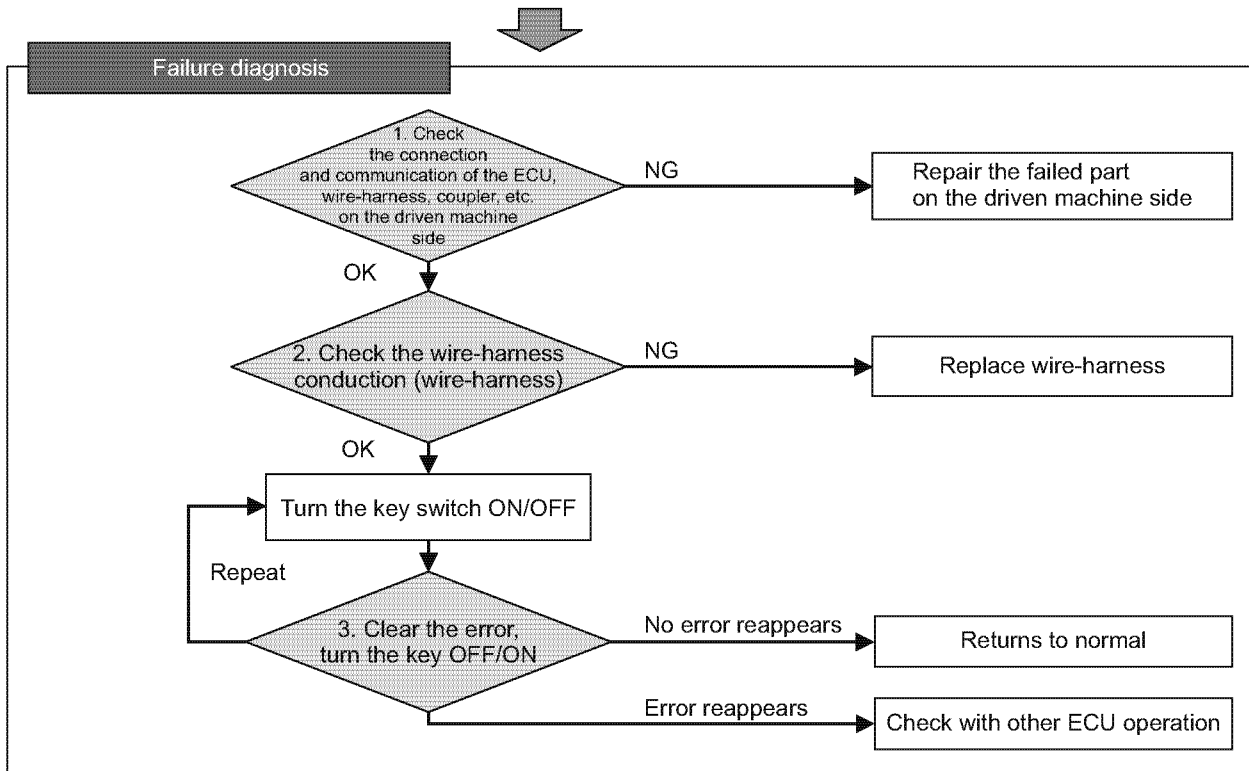 Failure diagnosis
1. Check
the connection
and communication of the ECU,
wire-harness, coupler, etc.
on the driven machine
side
NG
Repair the failed part
on the driven machine side
OK
2. Check the wire-harness
conduction (wire-harness)
NG
Replace wire-harness
OK
Turn the key switch ON/OFF
Repeat
3. Clear the error,
turn the key OFF/ON
No error reappears
Returns to normal
Error reappears
Check with other ECU operation